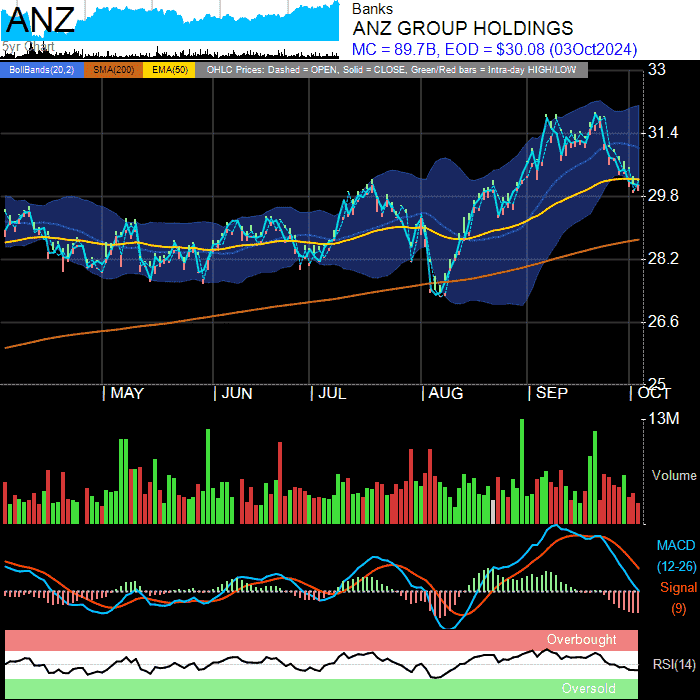 ANZ
5yr Chart
Banks
ANZ GROUP HOLDINGS
MC = 89.7B, EOD = $30.08 (03Oct2024)
BollBands(20,2) SMA(200) EMA(50) OHLC Prices: Dashed = OPEN, Solid = CLOSE, Green/Red bars = Intra-day HIGH/LOW
33
31.4
29.8
28.2
26.6
25
MAY JUN JUL AUG SEP OCT
13M
Volume
MACD
(12-26)
Signal
(9)
Overbought
RSI(14)
Oversold